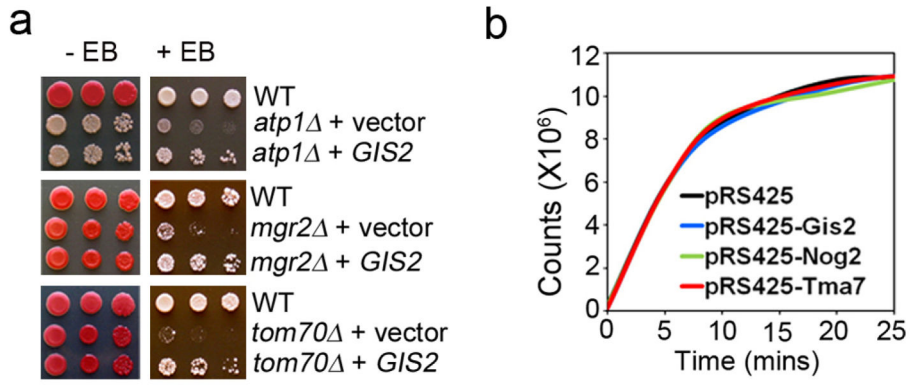 a
- EB + EB
WT
atp1Δ + vector
atp1Δ + GIS2
WT
mgr2Δ + vector
mgr2Δ + GIS2
WT
tom70Δ + vector
tom70Δ + GIS2
b
Counts (X10⁶)
12
10
8
6
4
2
0
pRS425
pRS425-Gis2
pRS425-Nog2
pRS425-Tma7
0 5 10 15 20 25
Time (mins)